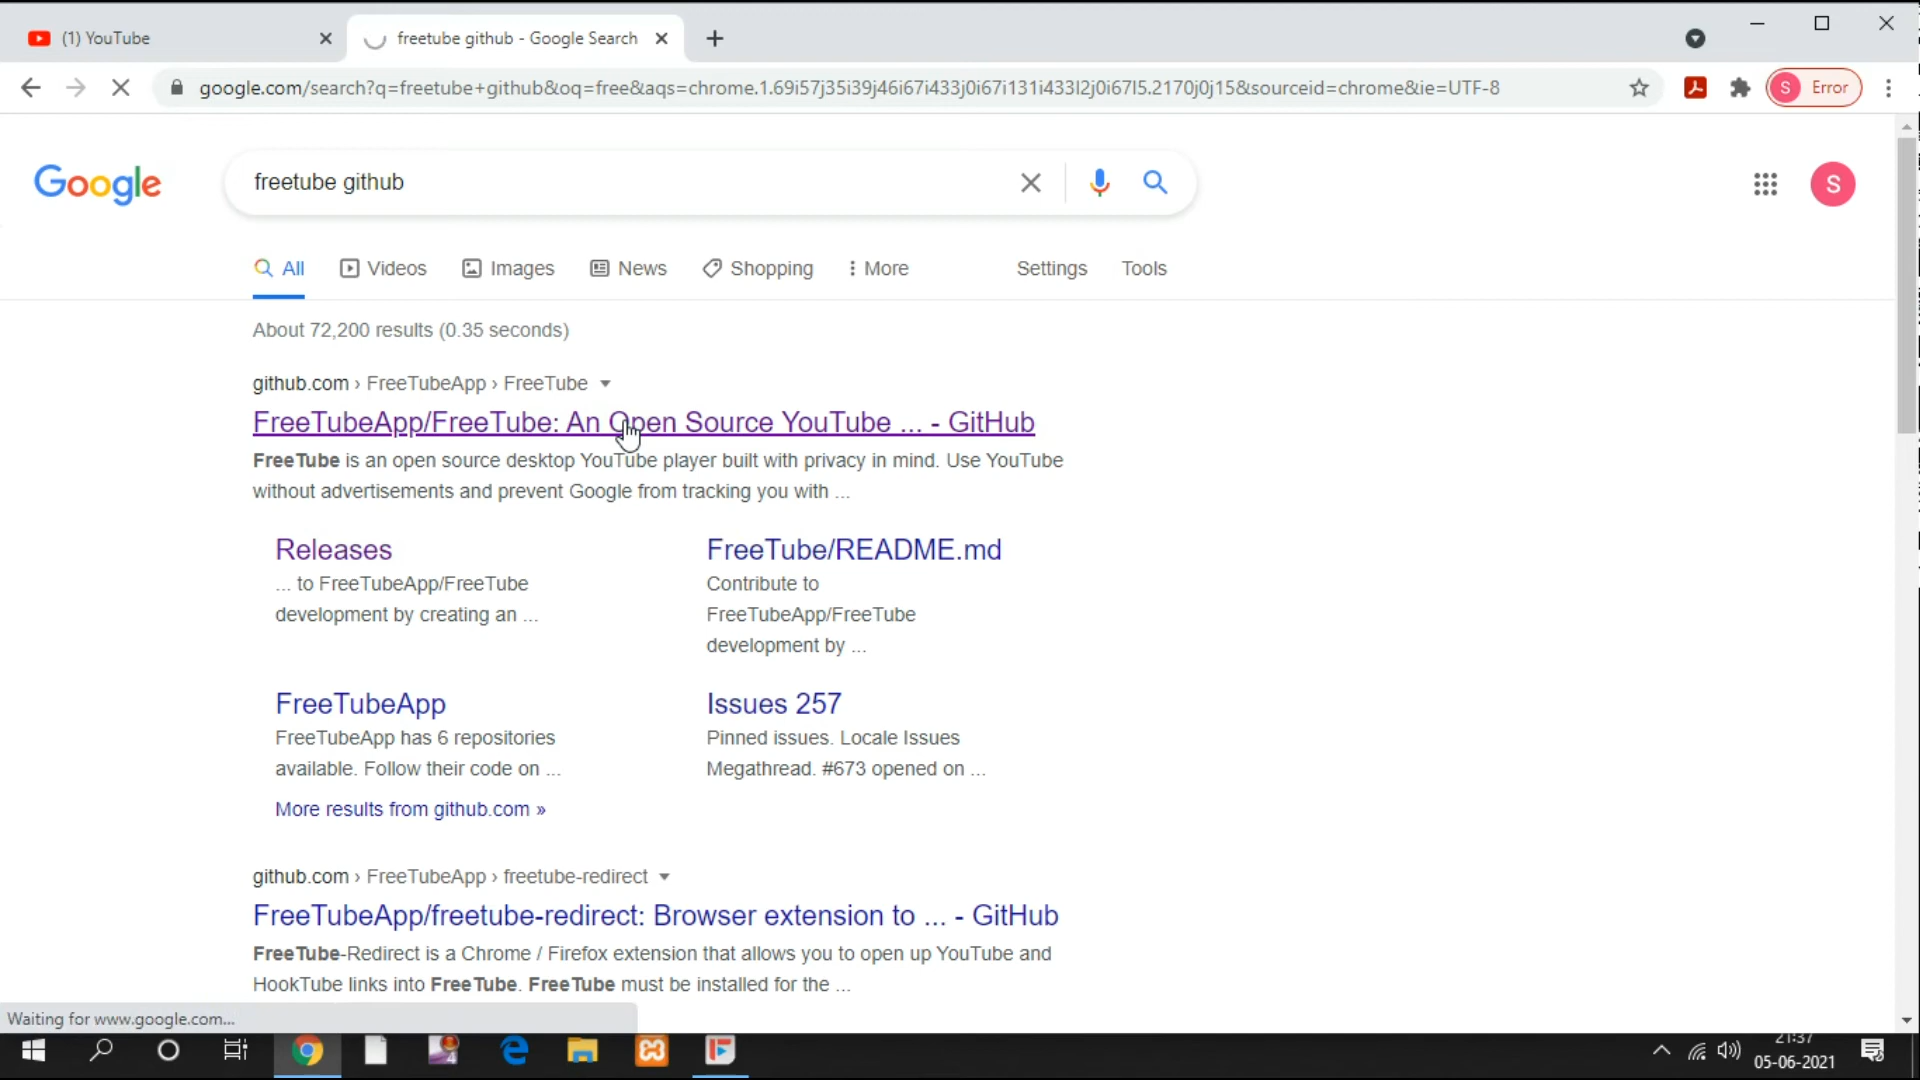 (1) YouTube
freetube github - Google Search
google.com/search?q=freetube+github&oq=free&aqs=chrome.1.69i57j35i39j46i67i433j0i67i131i433l2j0i67l5.2170j0j15&sourceid=chrome&ie=UTF-8
S Error
Google
freetube github
S
All Videos Images News Shopping More Settings Tools
About 72,200 results (0.35 seconds)
github.com › FreeTubeApp › FreeTube
FreeTubeApp/FreeTube: An Open Source YouTube ... - GitHub
FreeTube is an open source desktop YouTube player built with privacy in mind. Use YouTube
without advertisements and prevent Google from tracking you with ...
Releases
... to FreeTubeApp/FreeTube
development by creating an ...
FreeTube/README.md
Contribute to
FreeTubeApp/FreeTube
development by ...
FreeTubeApp
FreeTubeApp has 6 repositories
available. Follow their code on ...
Issues 257
Pinned issues. Locale Issues
Megathread. #673 opened on ...
More results from github.com »
github.com › FreeTubeApp › freetube-redirect
FreeTubeApp/freetube-redirect: Browser extension to ... - GitHub
FreeTube-Redirect is a Chrome / Firefox extension that allows you to open up YouTube and
HookTube links into FreeTube. FreeTube must be installed for the ...
Waiting for www.google.com...
21:37
05-06-2021